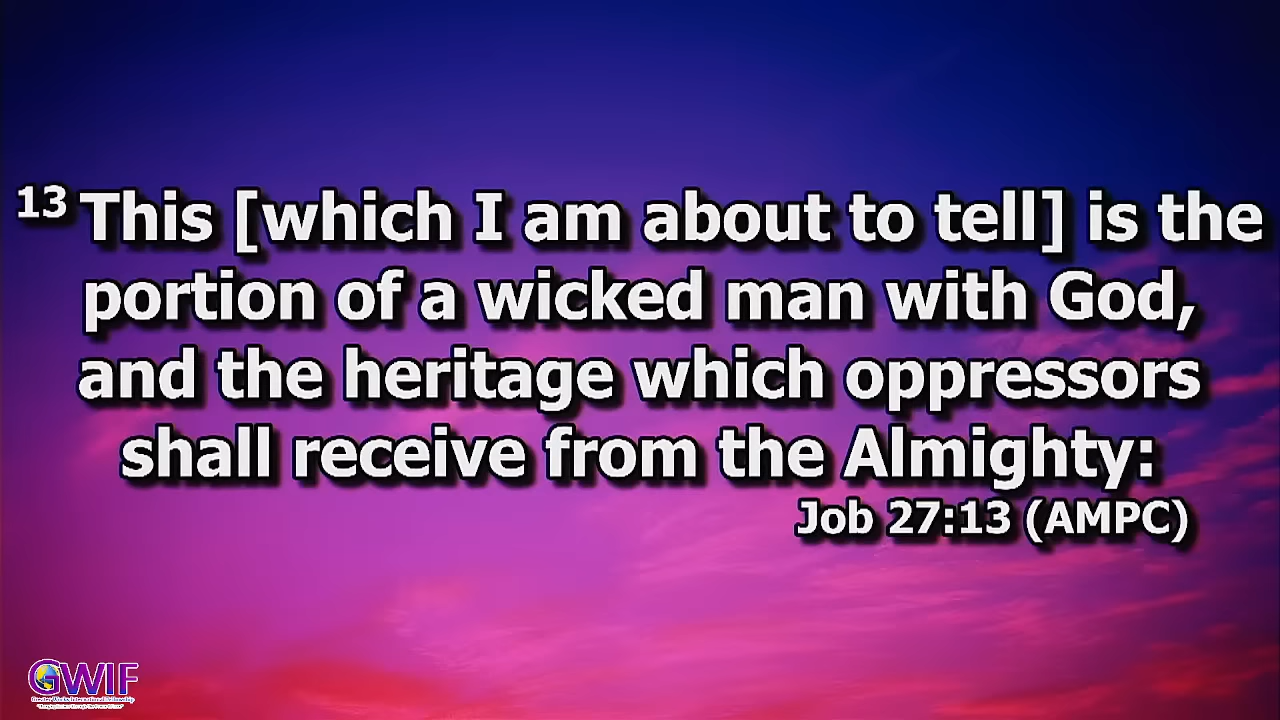 13 This [which I am about to tell] is the
portion of a wicked man with God,
and the heritage which oppressors
shall receive from the Almighty:
Job 27:13 (AMPC)
GWIF